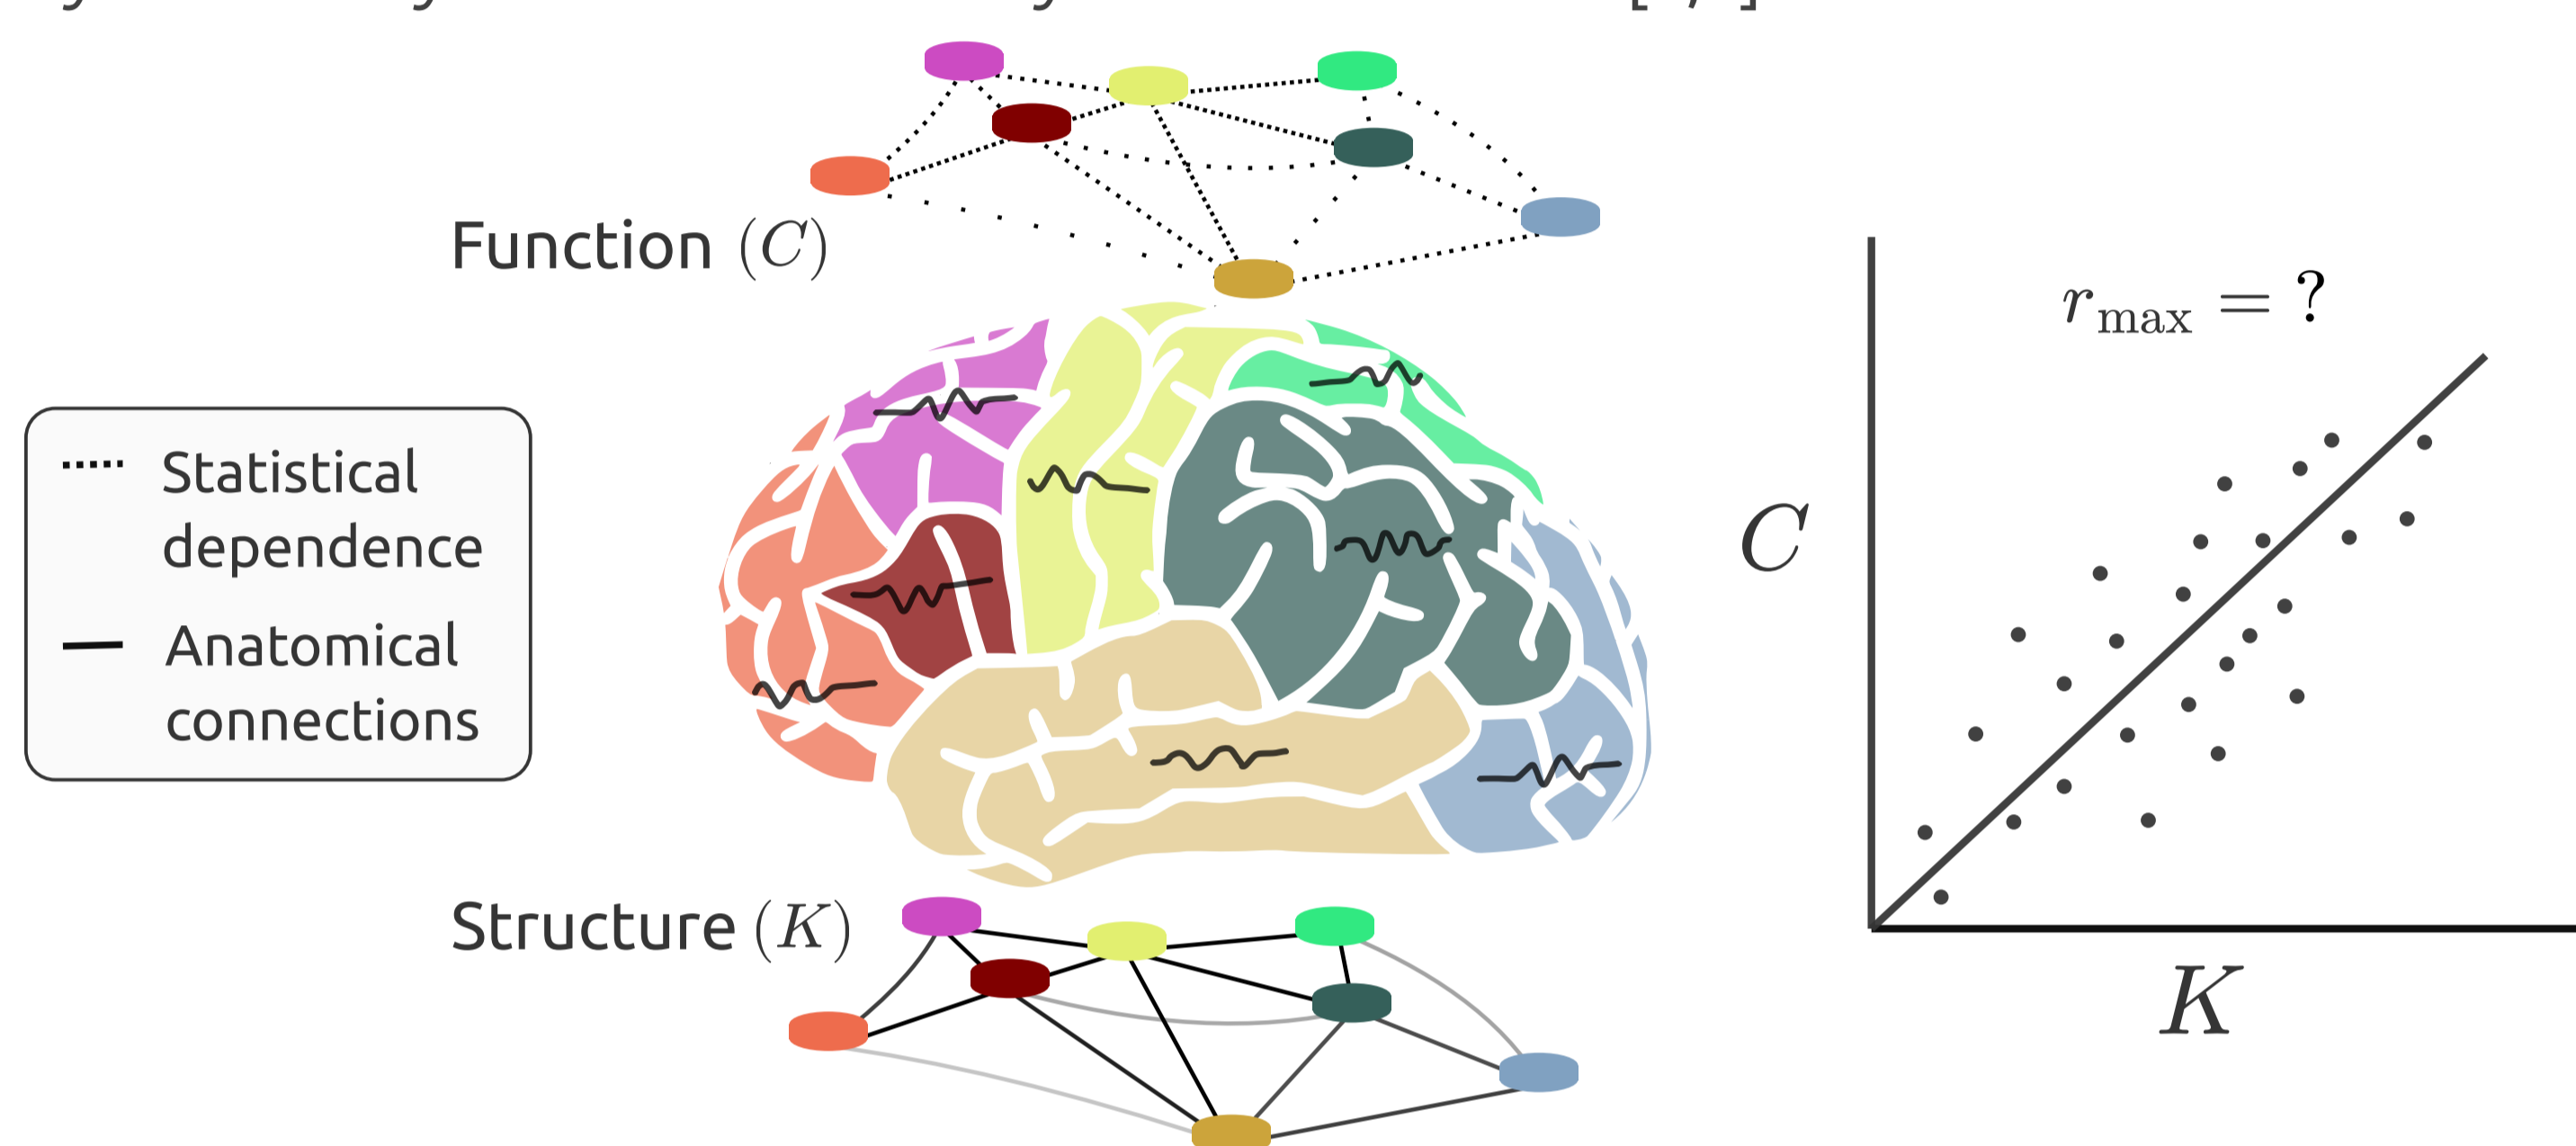 Function (C)
Statistical
dependence
Anatomical
connections
Structure (K)
r_max = ?
C
K